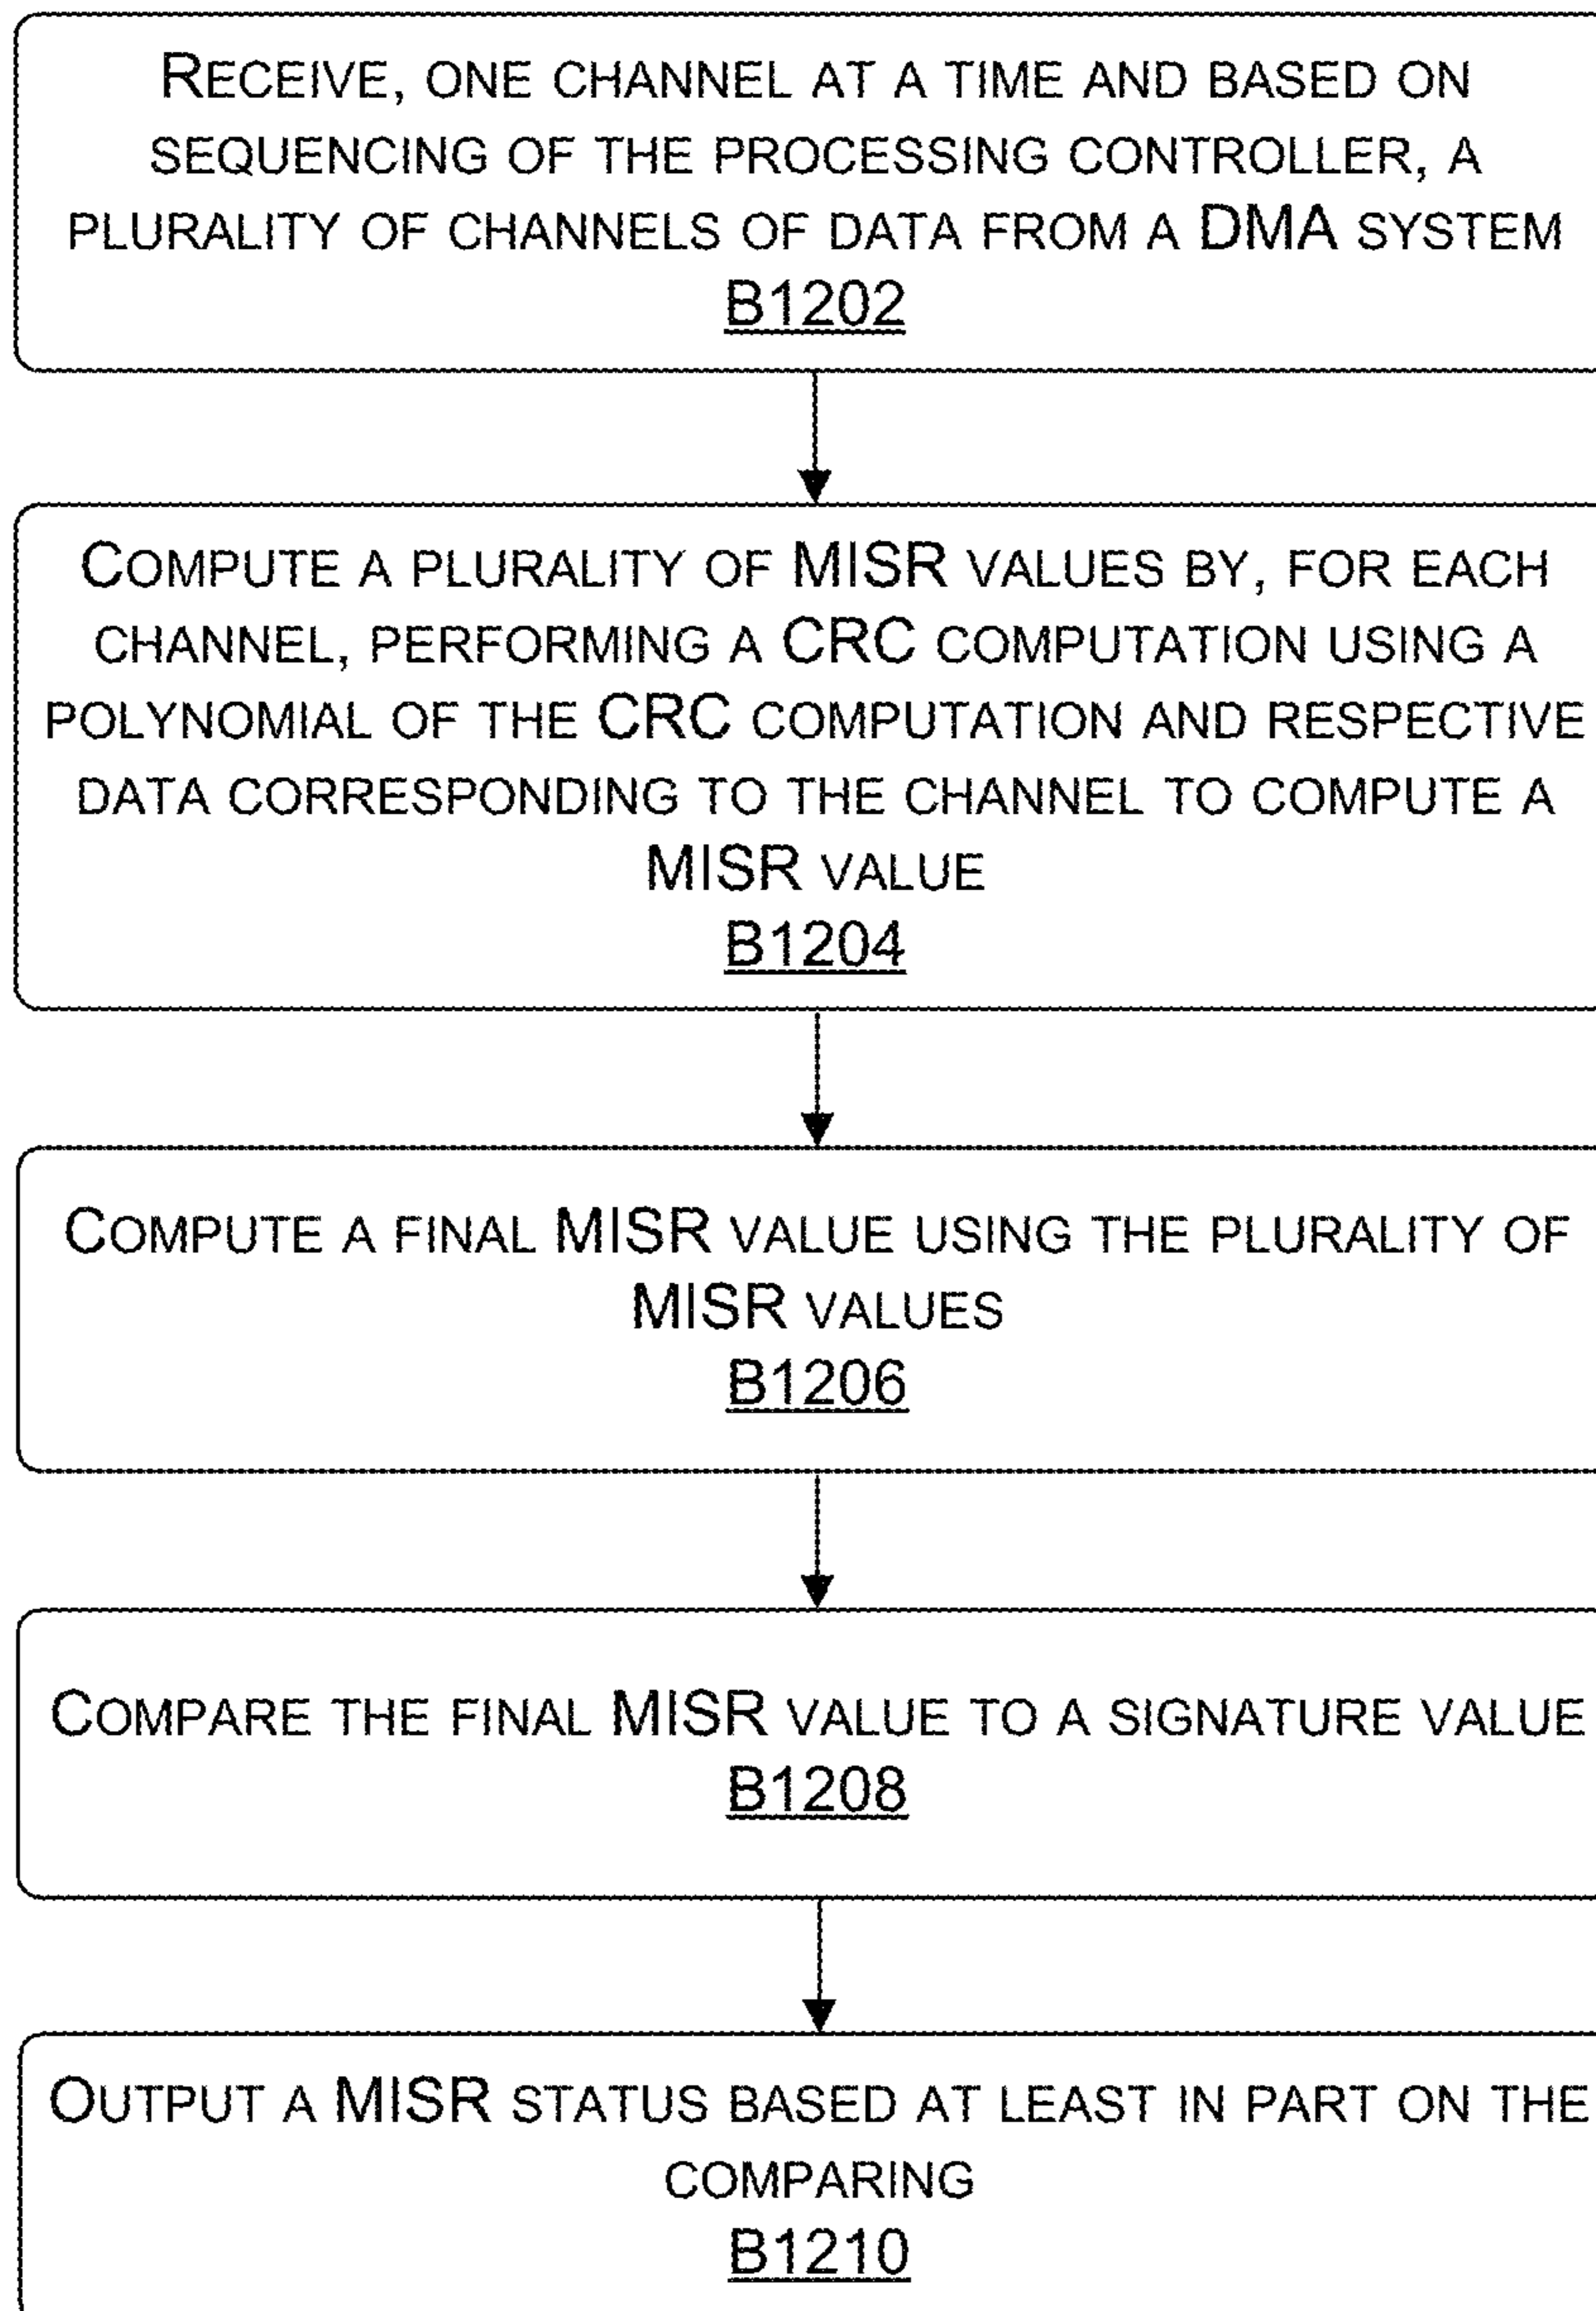 RECEIVE, ONE CHANNEL AT A TIME AND BASED ON
SEQUENCING OF THE PROCESSING CONTROLLER, A
PLURALITY OF CHANNELS OF DATA FROM A DMA SYSTEM
B1202
COMPUTE A PLURALITY OF MISR VALUES BY, FOR EACH
CHANNEL, PERFORMING A CRC COMPUTATION USING A
POLYNOMIAL OF THE CRC COMPUTATION AND RESPECTIVE
DATA CORRESPONDING TO THE CHANNEL TO COMPUTE A
MISR VALUE
B1204
COMPUTE A FINAL MISR VALUE USING THE PLURALITY OF
MISR VALUES
B1206
COMPARE THE FINAL MISR VALUE TO A SIGNATURE VALUE
B1208
OUTPUT A MISR STATUS BASED AT LEAST IN PART ON THE
COMPARING
B1210